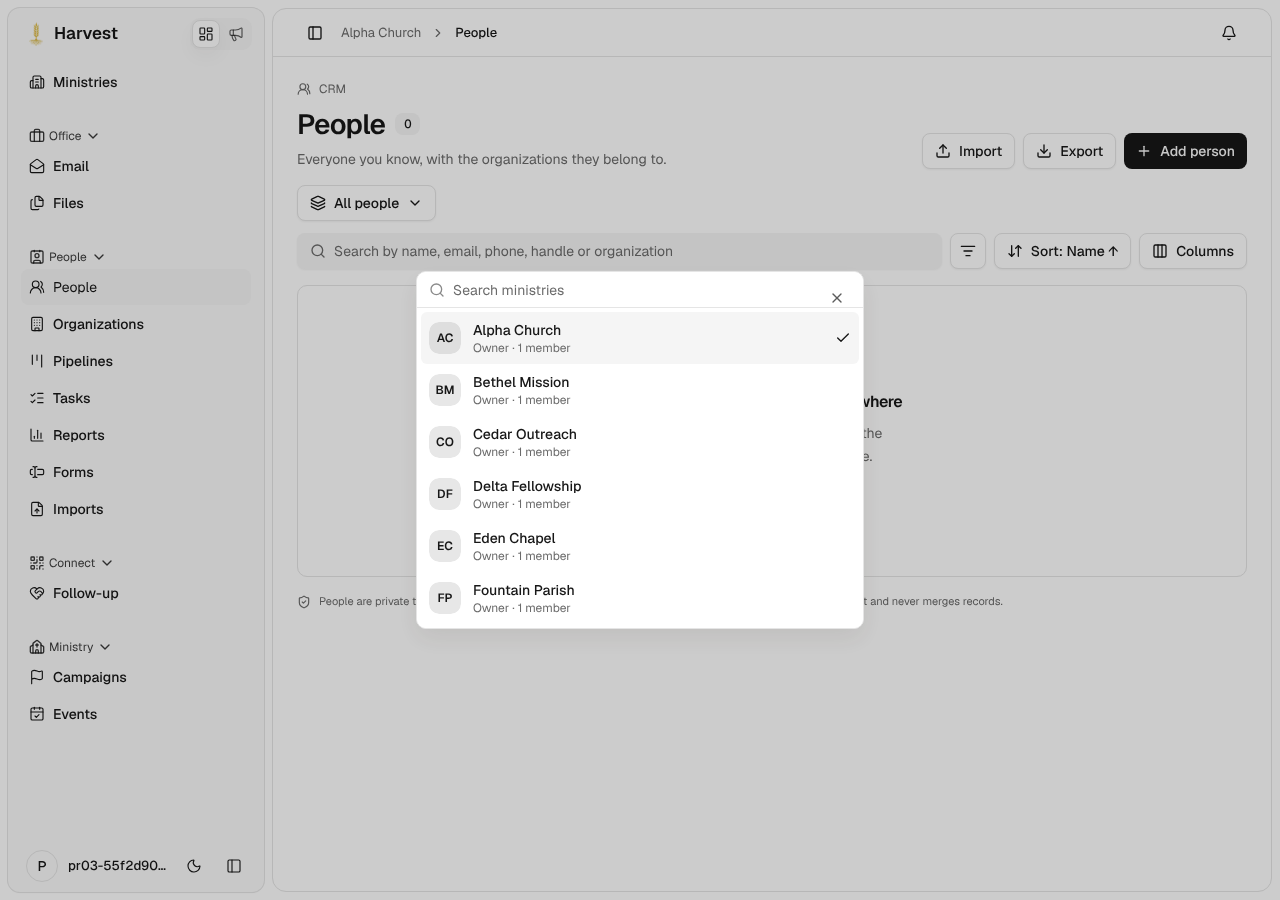 Harvest
Ministries
Office
Email
Files
People
People
Organizations
Pipelines
Tasks
Reports
Forms
Imports
Connect
Follow-up
Ministry
Campaigns
Events
P
pr03-55f2d90…
Alpha Church
People
CRM
People 0
Everyone you know, with the organizations they belong to.
Import
Export
Add person
All people
Search by name, email, phone, handle or organization
Sort: Name ↑
Columns
Search ministries
AC
Alpha Church
Owner · 1 member
BM
Bethel Mission
Owner · 1 member
CO
Cedar Outreach
Owner · 1 member
DF
Delta Fellowship
Owner · 1 member
EC
Eden Chapel
Owner · 1 member
FP
Fountain Parish
Owner · 1 member
the
People are private
and never merges records.